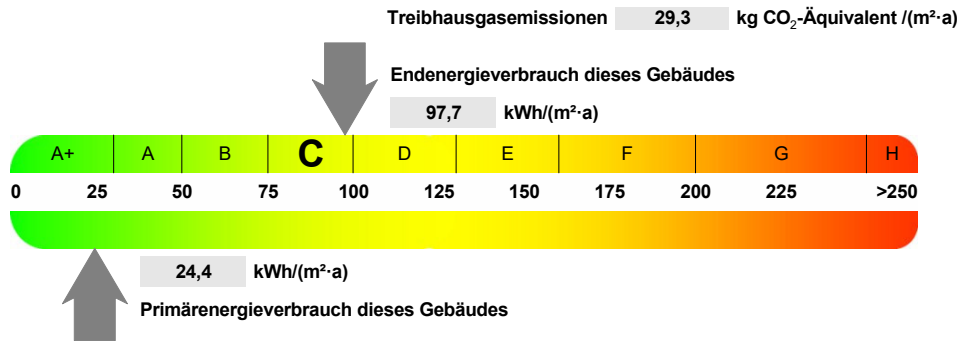 Treibhausgasemissionen 29,3 kg CO₂-Äquivalent /(m²·a)
Endenergieverbrauch dieses Gebäudes
97,7 kWh/(m²·a)
A+ A B C D E F G H
0 25 50 75 100 125 150 175 200 225 >250
24,4 kWh/(m²·a)
Primärenergieverbrauch dieses Gebäudes